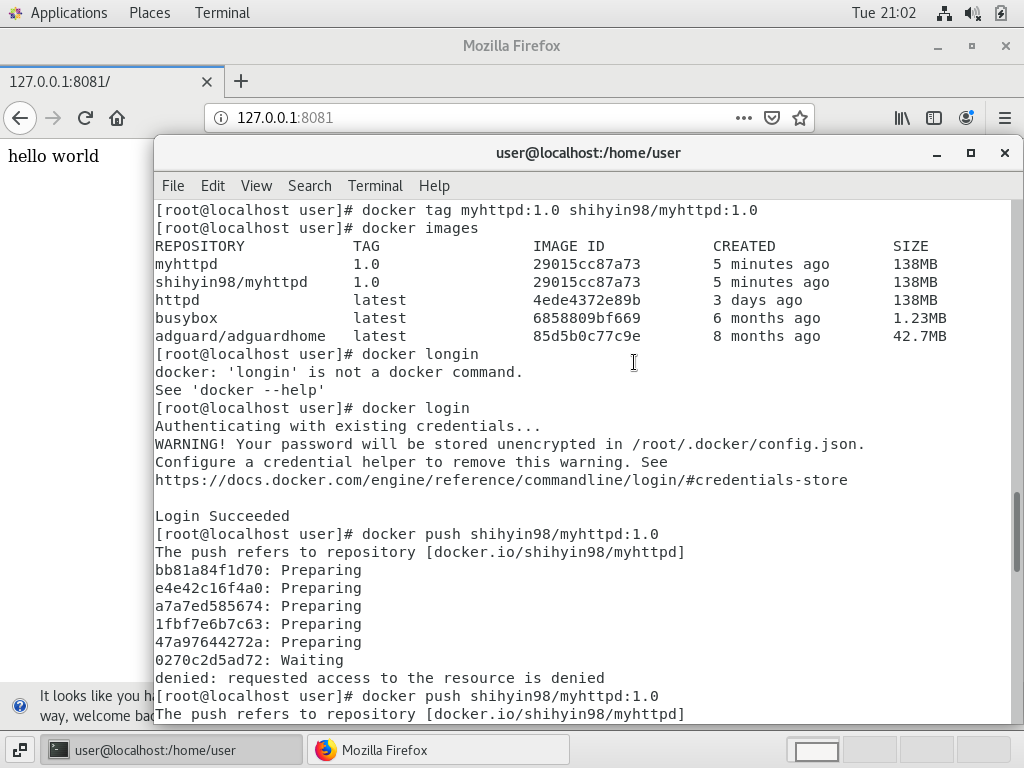 Applications Places Terminal Tue 21:02
Mozilla Firefox
127.0.0.1:8081/
127.0.0.1:8081
hello world
user@localhost:/home/user
File Edit View Search Terminal Help
[root@localhost user]# docker tag myhttpd:1.0 shihyin98/myhttpd:1.0
[root@localhost user]# docker images
REPOSITORY TAG IMAGE ID CREATED SIZE
myhttpd 1.0 29015cc87a73 5 minutes ago 138MB
shihyin98/myhttpd 1.0 29015cc87a73 5 minutes ago 138MB
httpd latest 4ede4372e89b 3 days ago 138MB
busybox latest 6858809bf669 6 months ago 1.23MB
adguard/adguardhome latest 85d5b0c77c9e 8 months ago 42.7MB
[root@localhost user]# docker longin
docker: 'longin' is not a docker command.
See 'docker --help'
[root@localhost user]# docker login
Authenticating with existing credentials...
WARNING! Your password will be stored unencrypted in /root/.docker/config.json.
Configure a credential helper to remove this warning. See
https://docs.docker.com/engine/reference/commandline/login/#credentials-store
Login Succeeded
[root@localhost user]# docker push shihyin98/myhttpd:1.0
The push refers to repository [docker.io/shihyin98/myhttpd]
bb81a84f1d70: Preparing
e4e42c16f4a0: Preparing
a7a7ed585674: Preparing
1fbf7e6b7c63: Preparing
47a97644272a: Preparing
0270c2d5ad72: Waiting
denied: requested access to the resource is denied
[root@localhost user]# docker push shihyin98/myhttpd:1.0
The push refers to repository [docker.io/shihyin98/myhttpd]
It looks like you ha
way, welcome bac
user@localhost:/home/user Mozilla Firefox